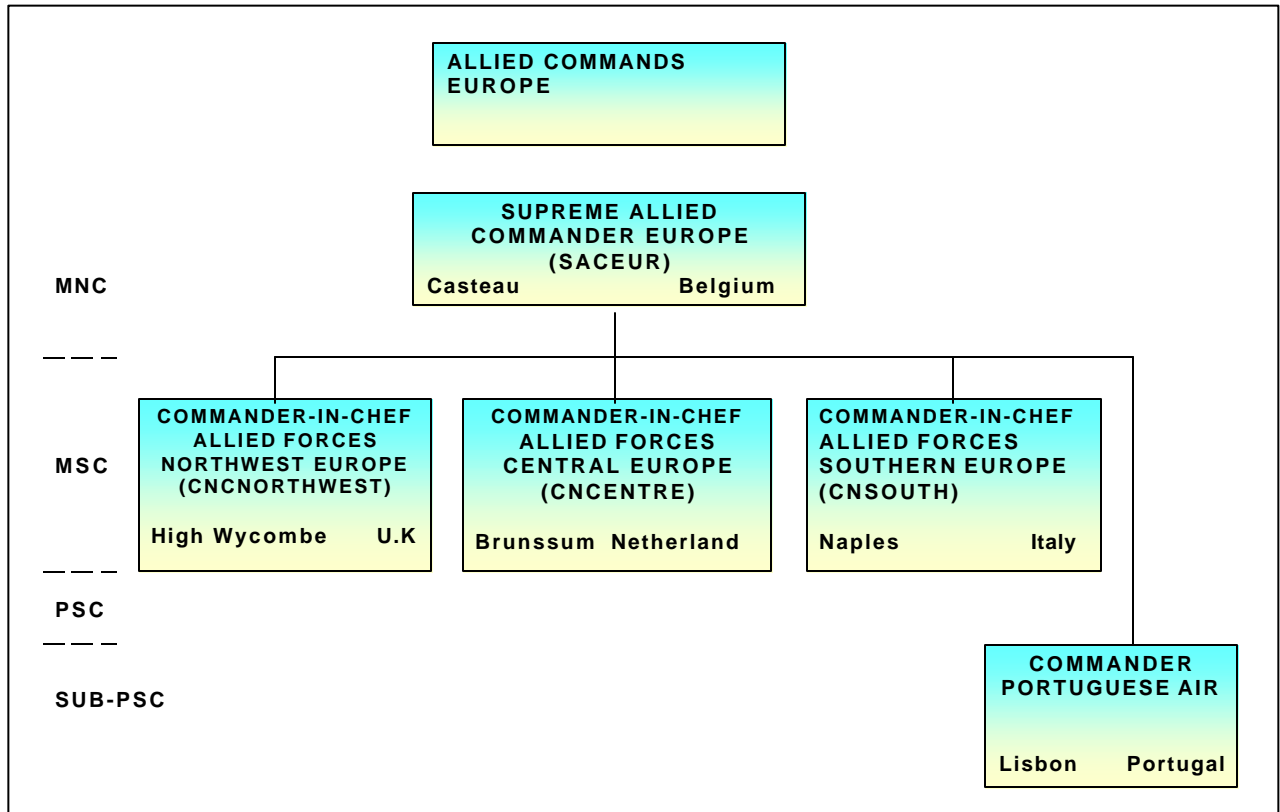 ALLIED COMMANDS
EUROPE
SUPREME ALLIED
COMMANDER EUROPE
(SACEUR)
Casteau Belgium
MNC
COMMANDER-IN-CHEF
ALLIED FORCES
NORTHWEST EUROPE
(CNCNORTHWEST)
High Wycombe U.K
COMMANDER-IN-CHEF
ALLIED FORCES
CENTRAL EUROPE
(CNCENTRE)
Brunssum Netherland
COMMANDER-IN-CHEF
ALLIED FORCES
SOUTHERN EUROPE
(CNSOUTH)
Naples Italy
MSC
PSC
COMMANDER
PORTUGUESE AIR
Lisbon Portugal
SUB-PSC